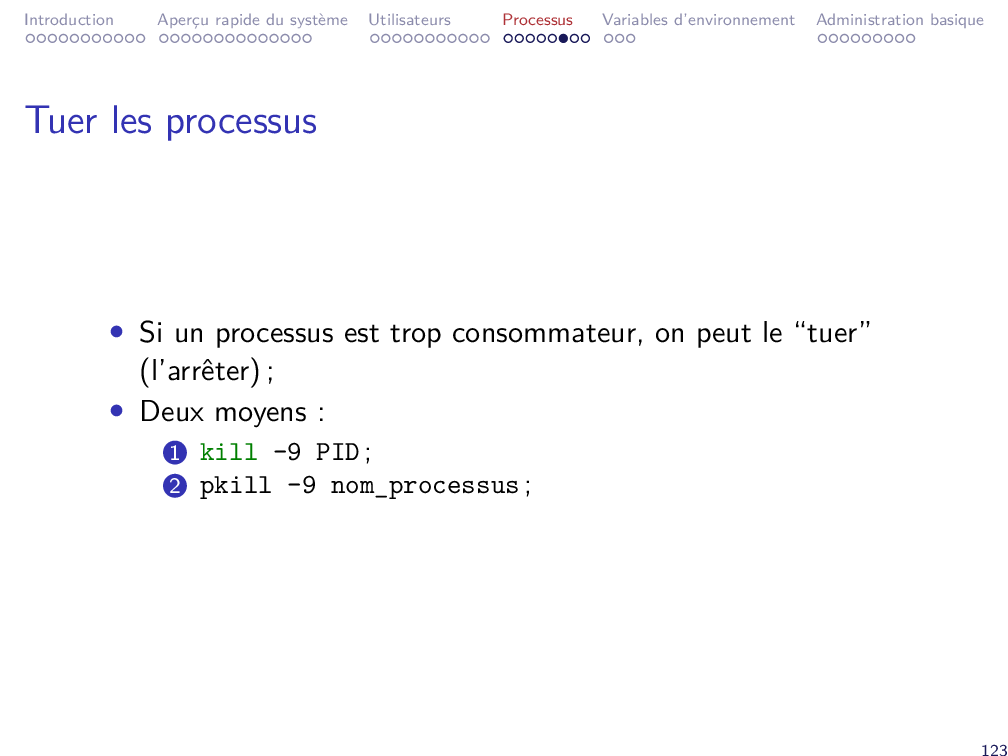 Introduction Aperçu rapide du système Utilisateurs Processus Variables d'environnement Administration basique
Tuer les processus
• Si un processus est trop consommateur, on peut le “tuer”
(l'arrêter) ;
• Deux moyens :
1 kill -9 PID ;
2 pkill -9 nom_processus ;
123